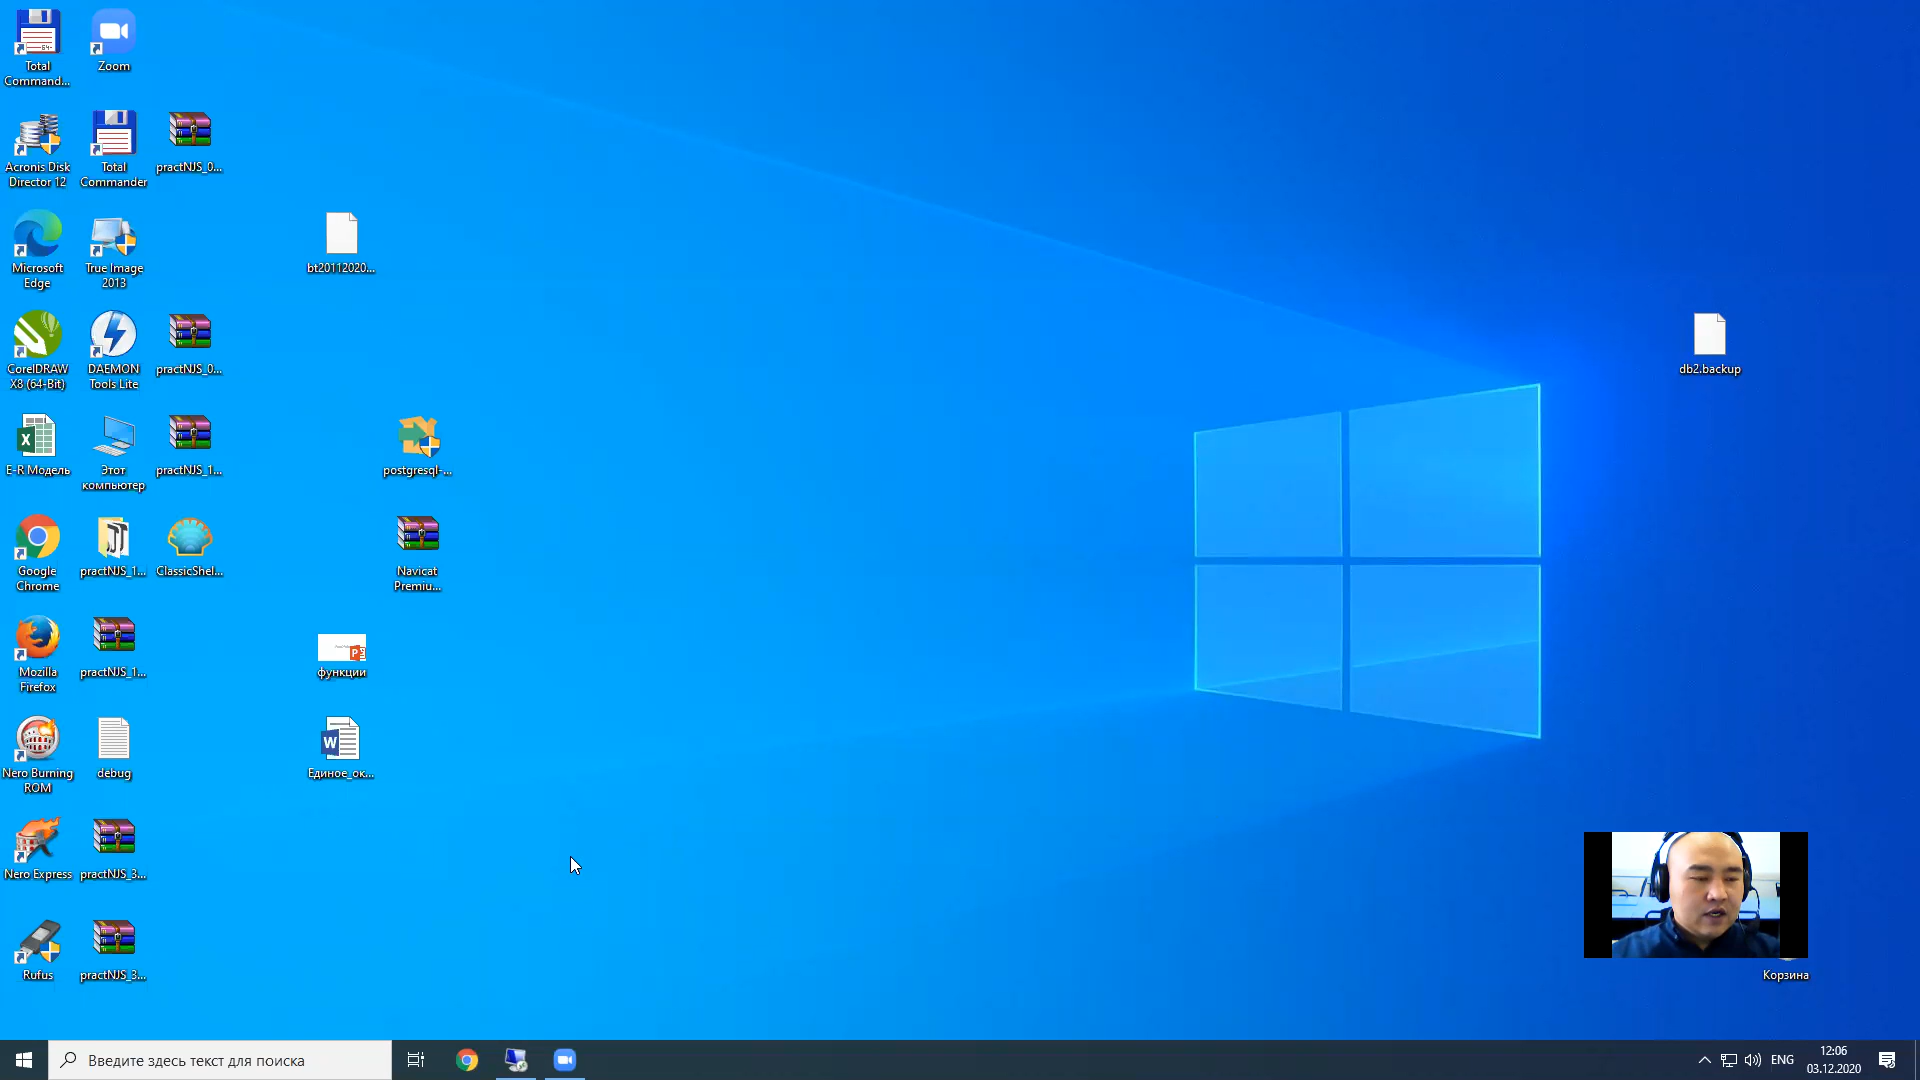 Total
Command...
Zoom
Acronis Disk
Director 12
Total
Commander
practNJS_0...
Microsoft
Edge
True Image
2013
bt20112020...
CorelDRAW
X8 (64-Bit)
DAEMON
Tools Lite
practNJS_0...
db2.backup
E-R Модель
Этот
компьютер
practNJS_1...
postgresql-...
Google
Chrome
practNJS_1...
ClassicShel...
Navicat
Premiu...
Mozilla
Firefox
practNJS_1...
функции
Nero Burning
ROM
debug
Единое_ок...
Nero Express
practNJS_3...
Rufus
practNJS_3...
Корзина
Введите здесь текст для поиска
ENG
12:06
03.12.2020